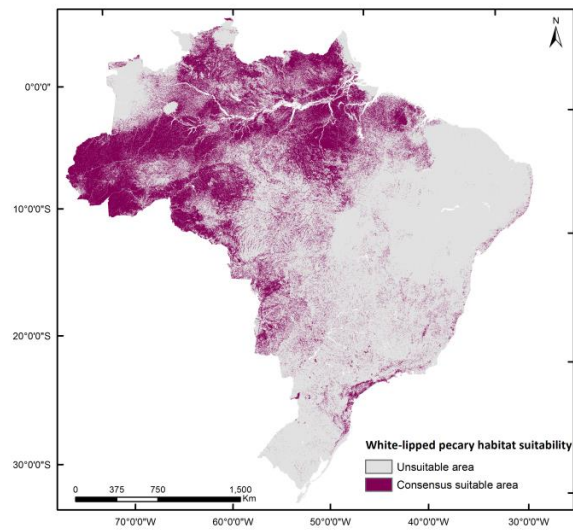 N
0°0'0"
10°0'0"S
20°0'0"S
30°0'0"S
White-lipped pecary habitat suitability
Unsuitable area
Consensus suitable area
0 375 750 1,500
Km
70°0'0"W 60°0'0"W 50°0'0"W 40°0'0"W 30°0'0"W